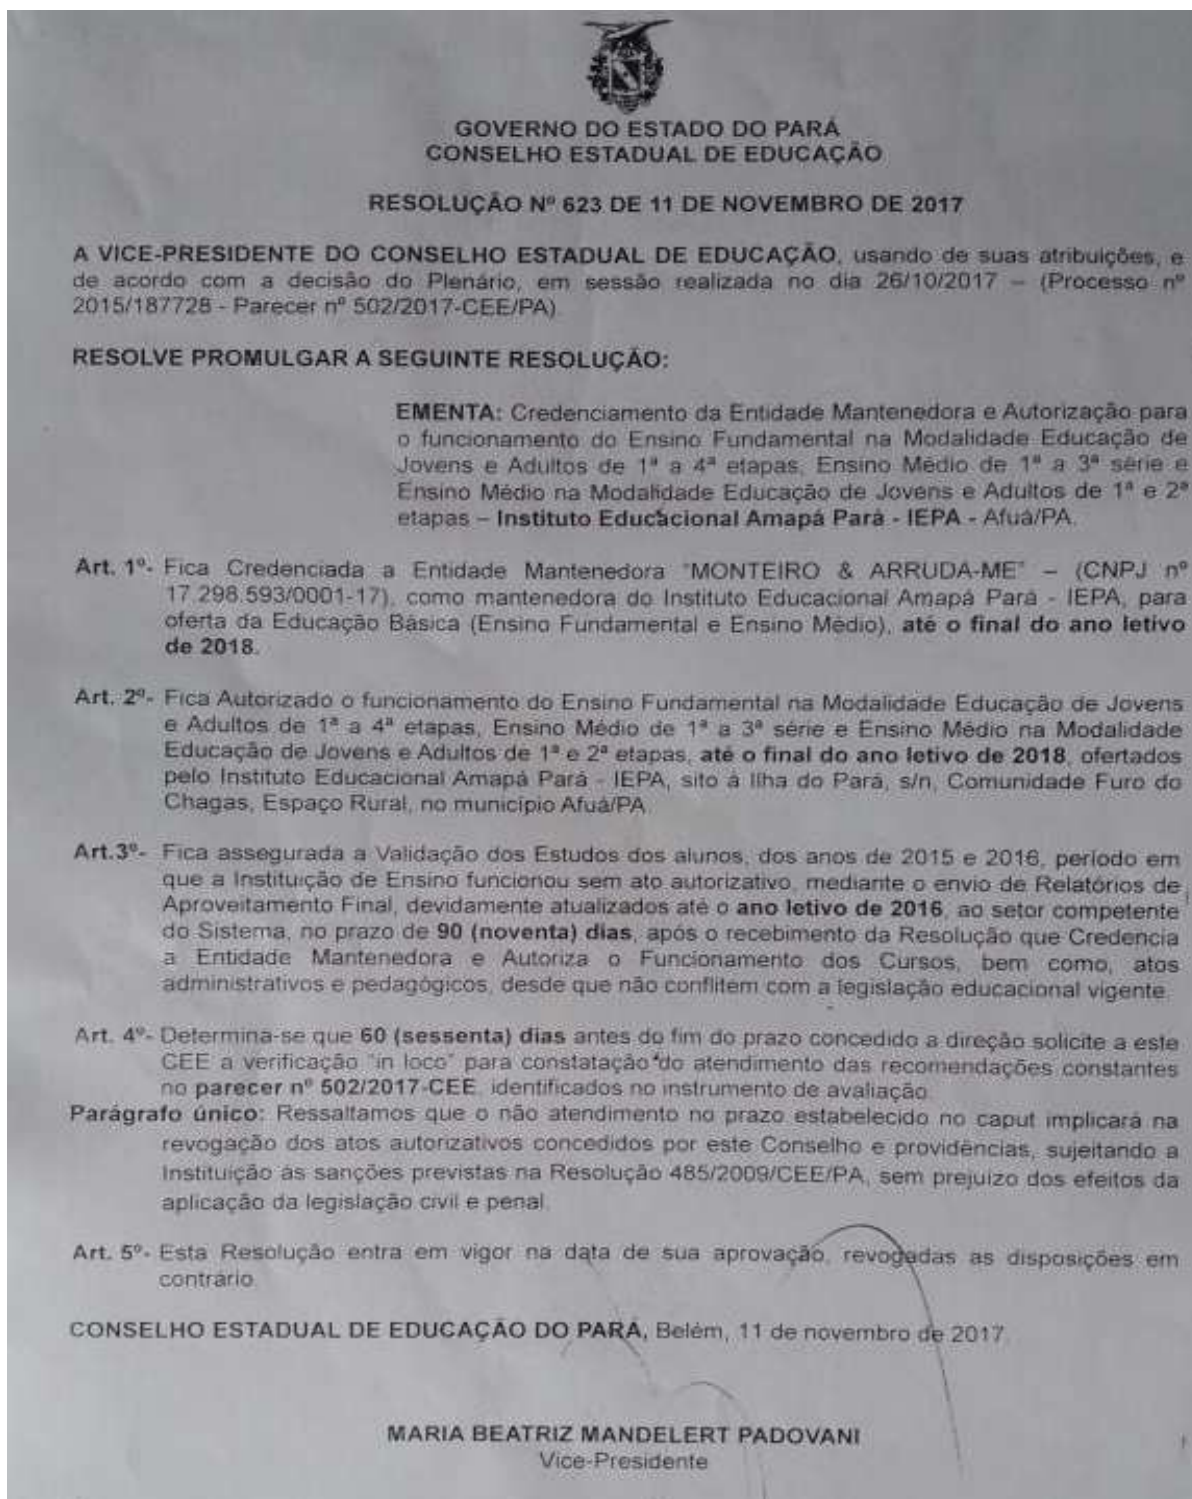 GOVERNO DO ESTADO DO PARÁ
CONSELHO ESTADUAL DE EDUCAÇÃO
RESOLUÇÃO Nº 623 DE 11 DE NOVEMBRO DE 2017
A VICE-PRESIDENTE DO CONSELHO ESTADUAL DE EDUCAÇÃO, usando de suas atribuições, e
de acordo com a decisão do Plenário, em sessão realizada no dia 26/10/2017 – (Processo nº
2015/187728 - Parecer nº 502/2017-CEE/PA).
RESOLVE PROMULGAR A SEGUINTE RESOLUÇÃO:
EMENTA: Credenciamento da Entidade Mantenedora e Autorização para
o funcionamento do Ensino Fundamental na Modalidade Educação de
Jovens e Adultos de 1ª a 4ª etapas, Ensino Médio de 1ª a 3ª série e
Ensino Médio na Modalidade Educação de Jovens e Adultos de 1ª e 2ª
etapas – Instituto Educacional Amapá Pará - IEPA - Afuá/PA.
Art. 1º- Fica Credenciada a Entidade Mantenedora "MONTEIRO & ARRUDA-ME" – (CNPJ nº
17.298.593/0001-17), como mantenedora do Instituto Educacional Amapá Pará - IEPA, para
oferta da Educação Básica (Ensino Fundamental e Ensino Médio), até o final do ano letivo
de 2018.
Art. 2º- Fica Autorizado o funcionamento do Ensino Fundamental na Modalidade Educação de Jovens
e Adultos de 1ª a 4ª etapas, Ensino Médio de 1ª a 3ª série e Ensino Médio na Modalidade
Educação de Jovens e Adultos de 1ª e 2ª etapas, até o final do ano letivo de 2018, ofertados
pelo Instituto Educacional Amapá Pará - IEPA, sito à Ilha do Pará, s/n, Comunidade Furo do
Chagas, Espaço Rural, no município Afuá/PA.
Art.3º- Fica assegurada a Validação dos Estudos dos alunos, dos anos de 2015 e 2016, período em
que a Instituição de Ensino funcionou sem ato autorizativo, mediante o envio de Relatórios de
Aproveitamento Final, devidamente atualizados até o ano letivo de 2016, ao setor competente
do Sistema, no prazo de 90 (noventa) dias, após o recebimento da Resolução que Credencia
a Entidade Mantenedora e Autoriza o Funcionamento dos Cursos, bem como, atos
administrativos e pedagógicos, desde que não conflitem com a legislação educacional vigente.
Art. 4º- Determina-se que 60 (sessenta) dias antes do fim do prazo concedido a direção solicite a este
CEE a verificação "in loco" para constatação do atendimento das recomendações constantes
no parecer nº 502/2017-CEE, identificados no instrumento de avaliação.
Parágrafo único: Ressaltamos que o não atendimento no prazo estabelecido no caput implicará na
revogação dos atos autorizativos concedidos por este Conselho e providências, sujeitando a
Instituição às sanções previstas na Resolução 485/2009/CEE/PA, sem prejuízo dos efeitos da
aplicação da legislação civil e penal.
Art. 5º- Esta Resolução entra em vigor na data de sua aprovação, revogadas as disposições em
contrário.
CONSELHO ESTADUAL DE EDUCAÇÃO DO PARÁ, Belém, 11 de novembro de 2017.
MARIA BEATRIZ MANDELERT PADOVANI
Vice-Presidente